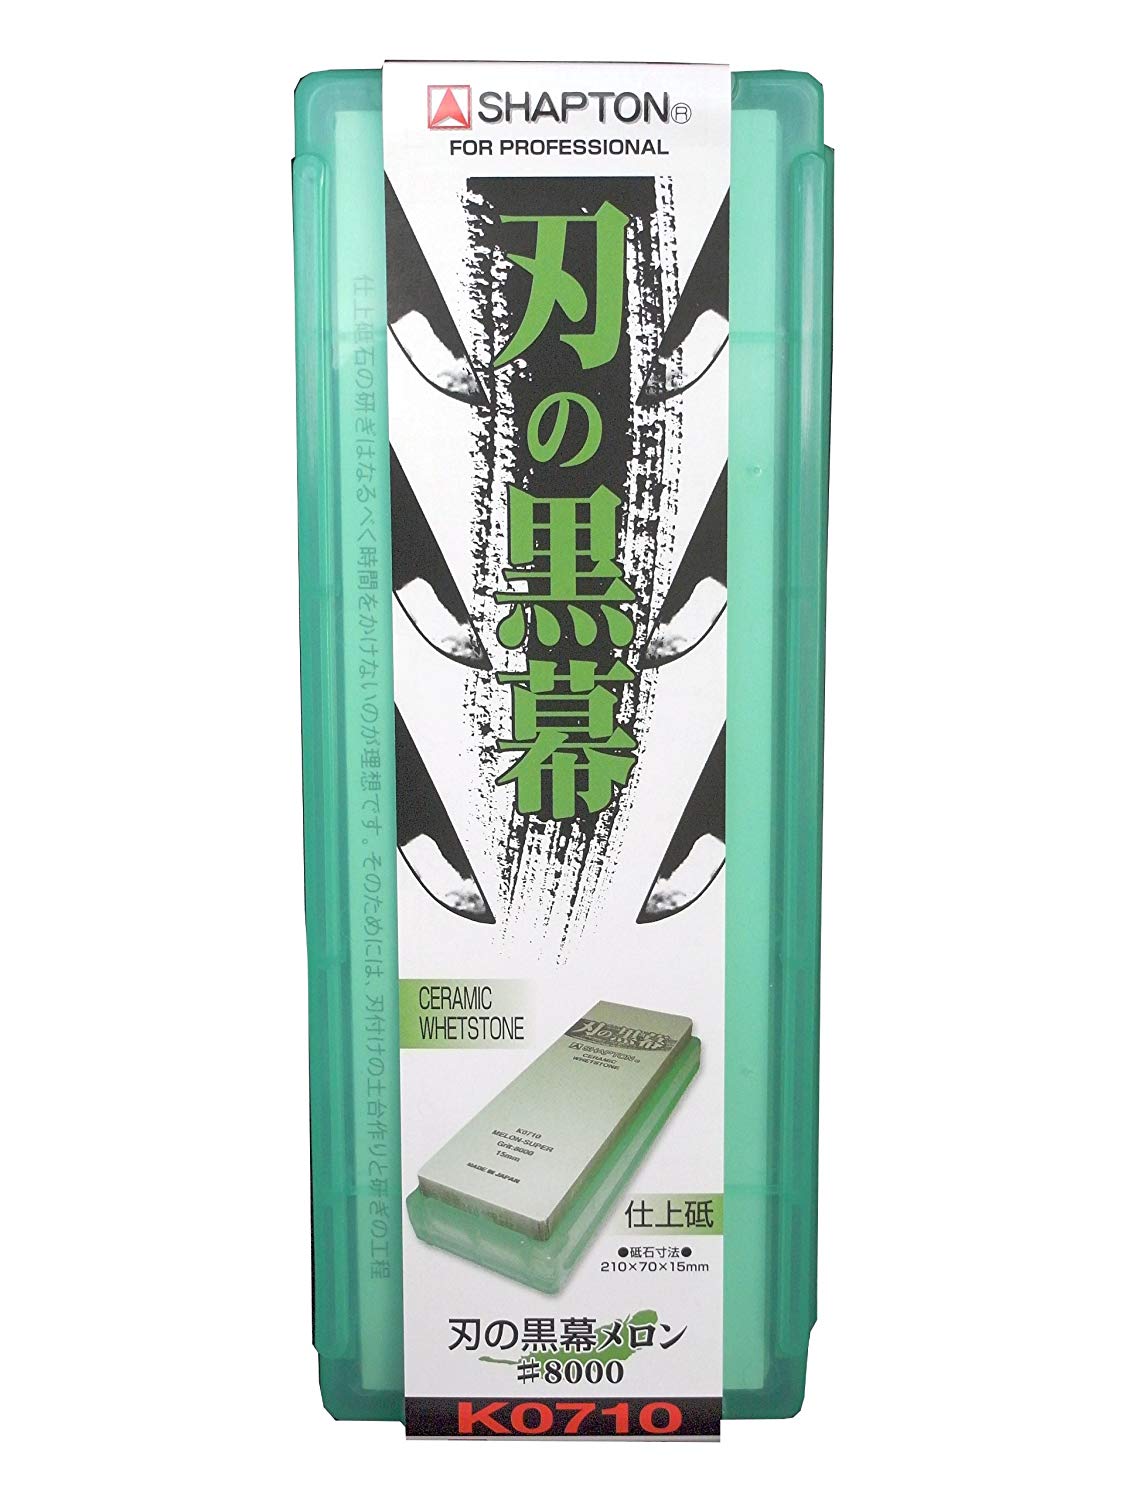 SHAPTON®
FOR PROFESSIONAL
刃の黒幕
仕上砥石の研ぎはなるべく時間をかけないのが理想です。そのためには、刃付けの土台作りと研ぎの工程
CERAMIC
WHETSTONE
刃の黒幕
SHAPTON®
CERAMIC
WHETSTONE
K0710
MELON-SUPER
Grit:8000
15mm
MADE IN JAPAN
仕上砥
●砥石寸法●
210×70×15mm
刃の黒幕メロン
#8000
K0710